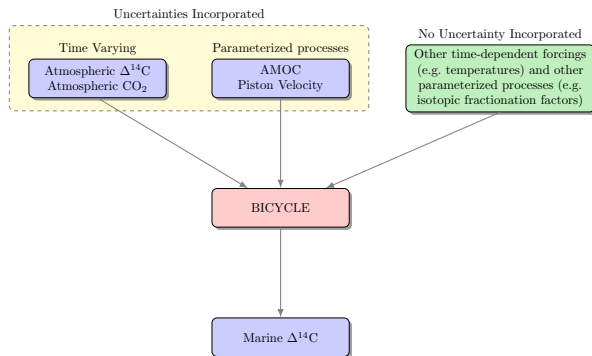 Uncertainties Incorporated
Time Varying
Atmospheric Δ¹⁴C
Atmospheric CO₂
Parameterized processes
AMOC
Piston Velocity
No Uncertainty Incorporated
Other time-dependent forcings
(e.g. temperatures) and other
parameterized processes (e.g.
isotopic fractionation factors)
BICYCLE
Marine Δ¹⁴C